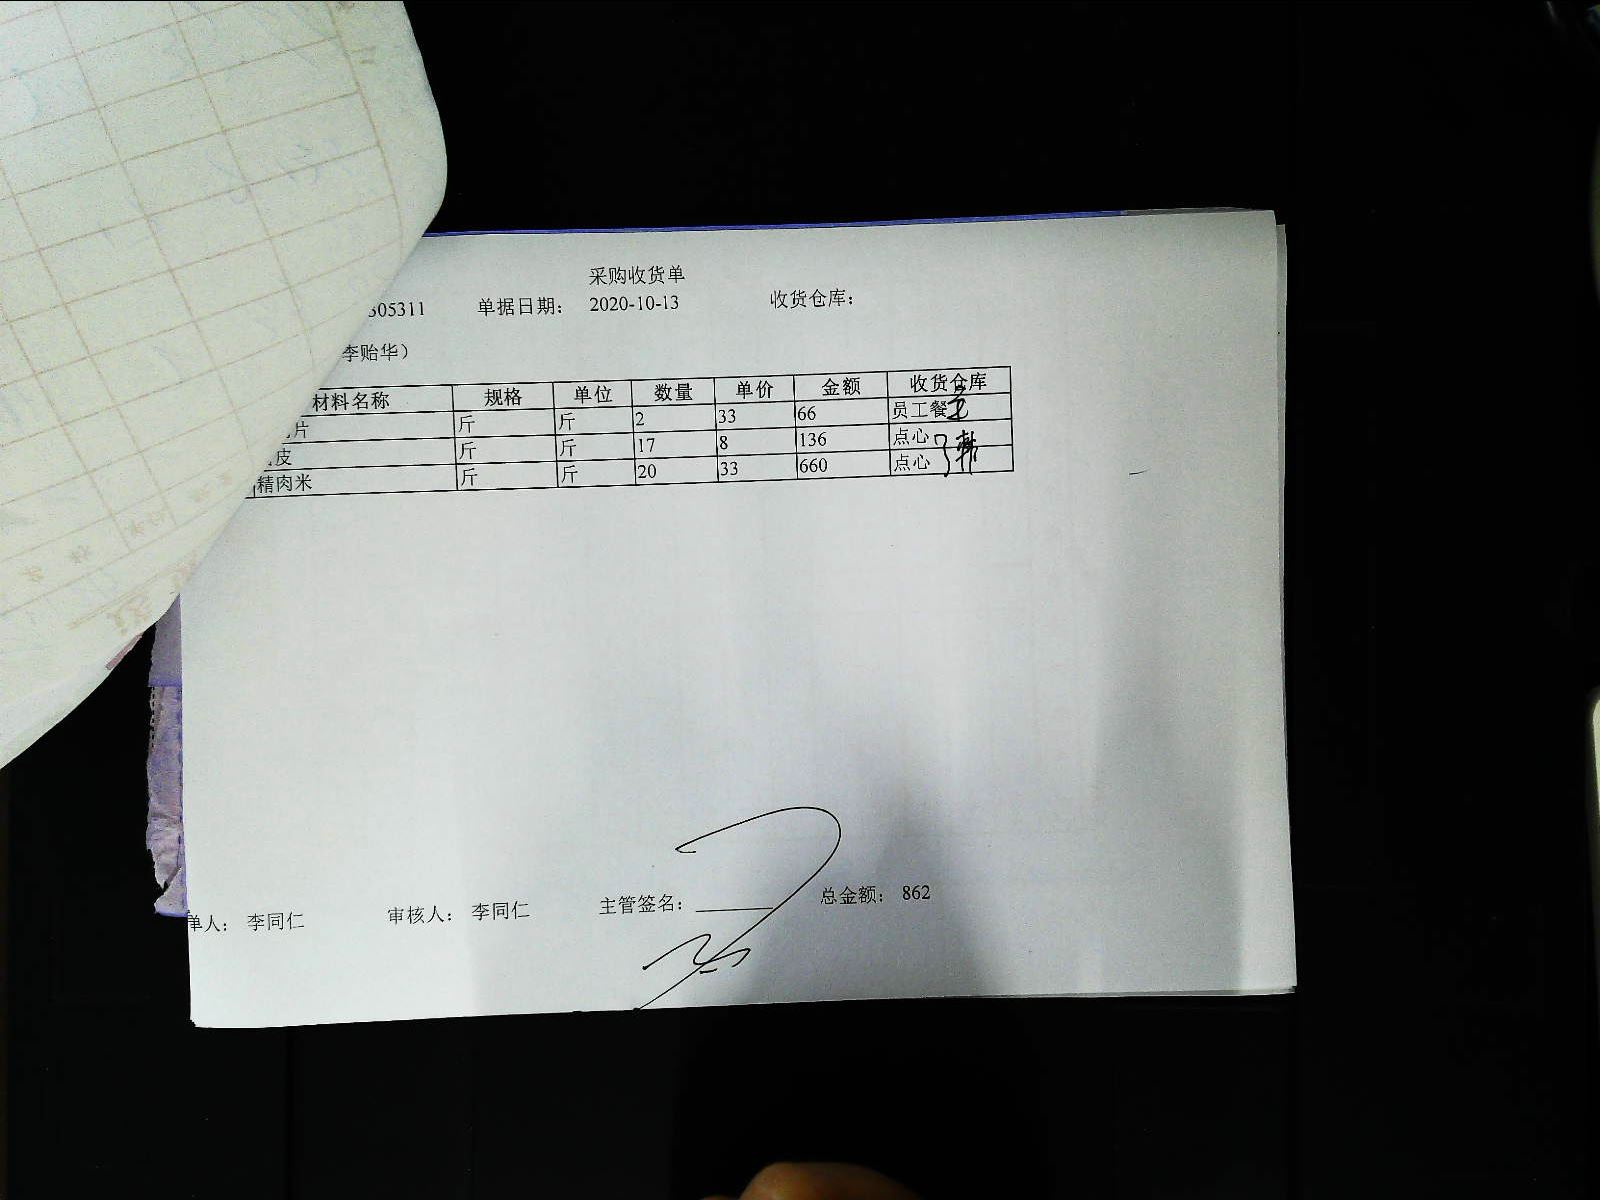 采购收货单
305311 单据日期： 2020-10-13 收货仓库：
李贻华）
材料名称 规格 单位 数量 单价 金额 收货仓库
片 斤 斤 2 33 66 员工餐
皮 斤 斤 17 8 136 点心
精肉米 斤 斤 20 33 660 点心
单人： 李同仁 审核人： 李同仁 主管签名： 总金额： 862